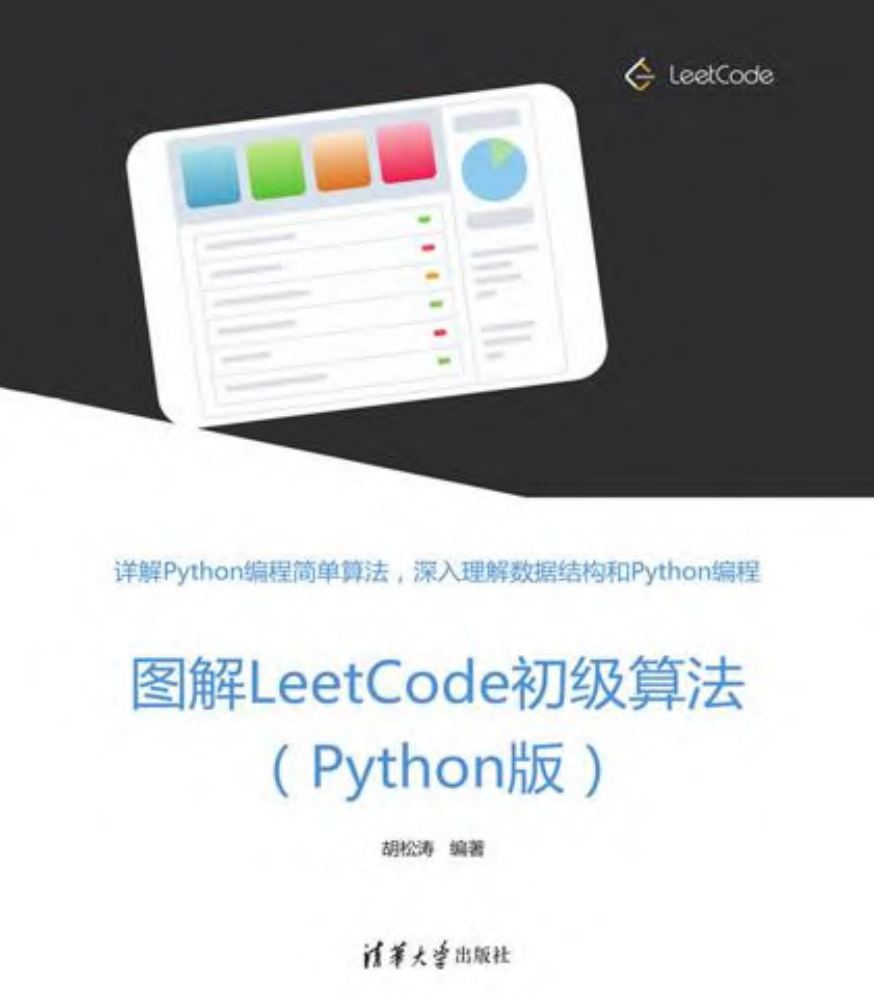 LeetCode
详解Python编程简单算法，深入理解数据结构和Python编程
图解LeetCode初级算法
（Python版）
胡松涛 编著
清华大学出版社